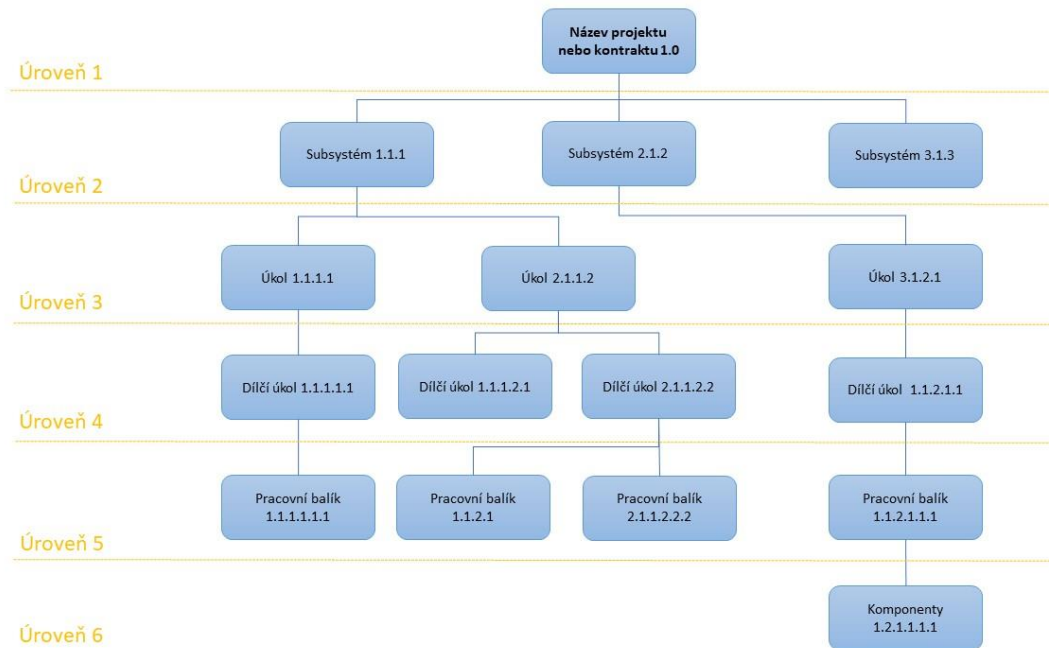 Název projektu
nebo kontraktu 1.0
Úroveň 1
Subsystém 1.1.1
Subsystém 2.1.2
Subsystém 3.1.3
Úroveň 2
Úkol 1.1.1.1
Úkol 2.1.1.2
Úkol 3.1.2.1
Úroveň 3
Dílčí úkol 1.1.1.1.1
Dílčí úkol 1.1.1.2.1
Dílčí úkol 2.1.1.2.2
Dílčí úkol 1.1.2.1.1
Úroveň 4
Pracovní balík
1.1.1.1.1.1
Pracovní balík
1.1.2.1
Pracovní balík
2.1.1.2.2.2
Pracovní balík
1.1.2.1.1.1
Úroveň 5
Komponenty
1.2.1.1.1.1
Úroveň 6